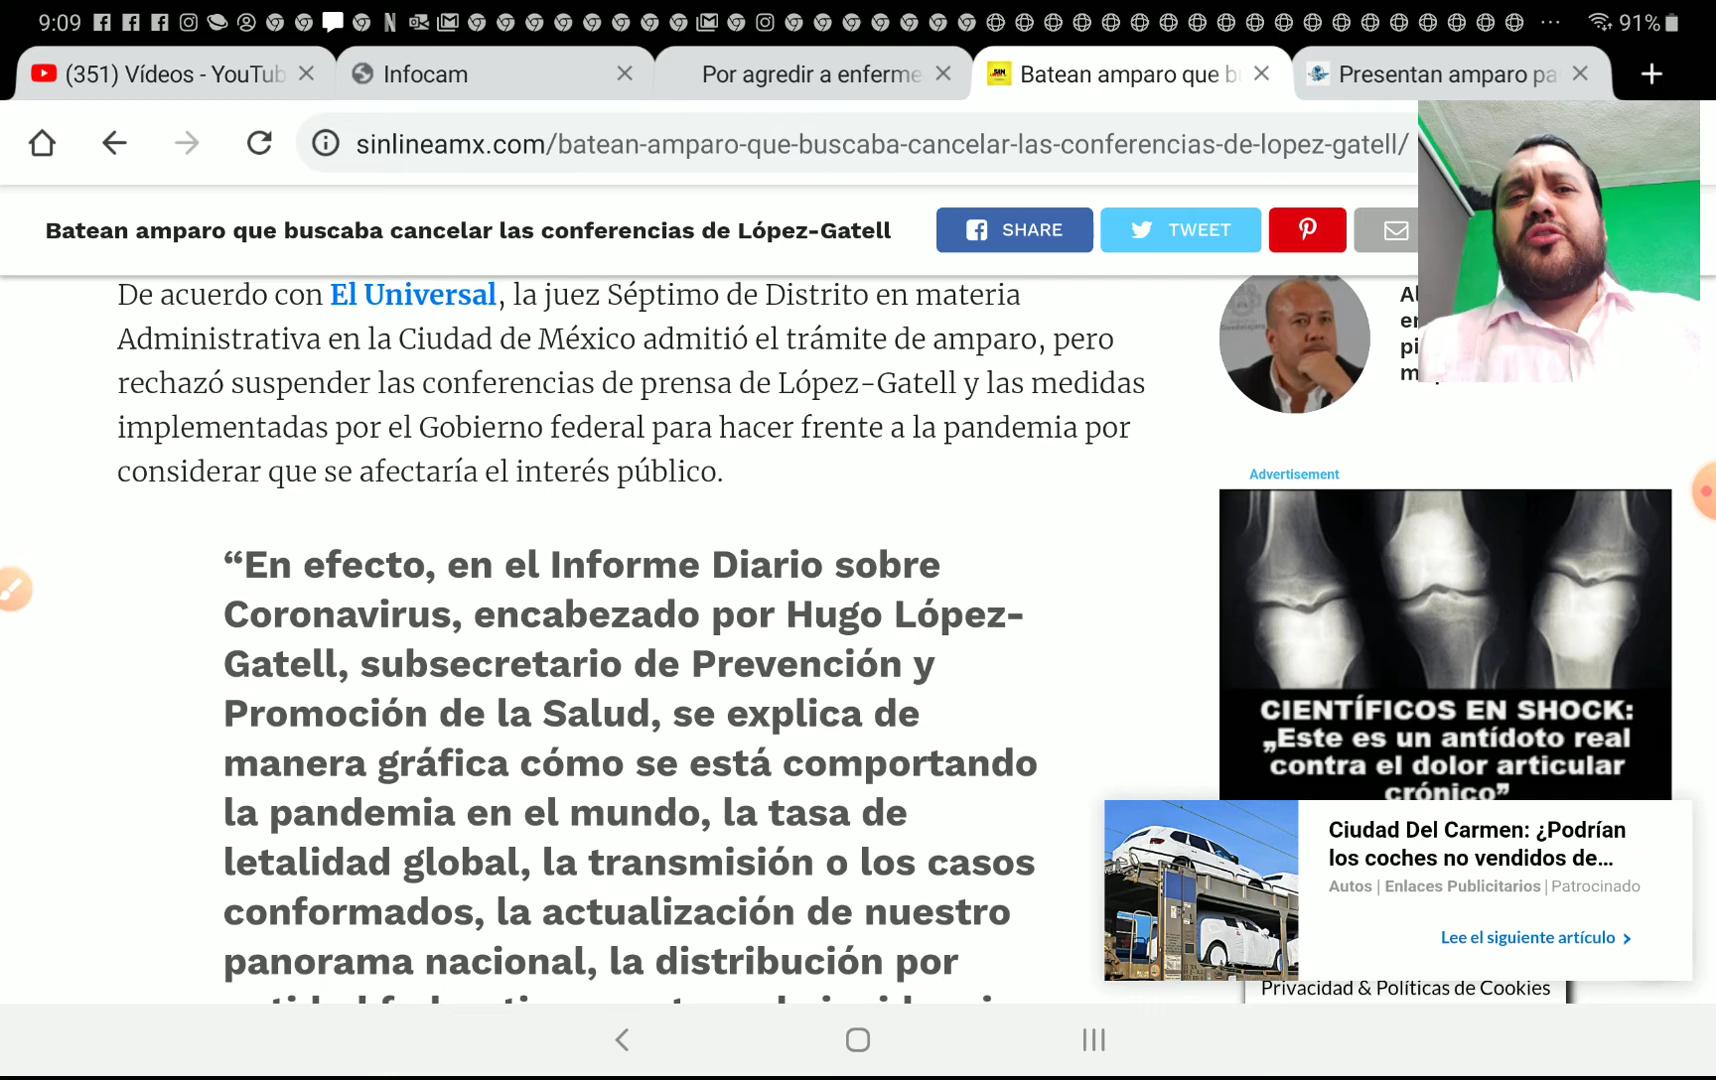 9:09
91%
(351) Vídeos - YouTub
Infocam
Por agredir a enferme
Batean amparo que b
Presentan amparo pa
sinlineamx.com/batean-amparo-que-buscaba-cancelar-las-conferencias-de-lopez-gatell/
Batean amparo que buscaba cancelar las conferencias de López-Gatell
SHARE
TWEET
De acuerdo con El Universal, la juez Séptimo de Distrito en materia
Administrativa en la Ciudad de México admitió el trámite de amparo, pero
rechazó suspender las conferencias de prensa de López-Gatell y las medidas
implementadas por el Gobierno federal para hacer frente a la pandemia por
considerar que se afectaría el interés público.
“En efecto, en el Informe Diario sobre
Coronavirus, encabezado por Hugo López-
Gatell, subsecretario de Prevención y
Promoción de la Salud, se explica de
manera gráfica cómo se está comportando
la pandemia en el mundo, la tasa de
letalidad global, la transmisión o los casos
conformados, la actualización de nuestro
panorama nacional, la distribución por
Advertisement
CIENTÍFICOS EN SHOCK:
„Este es un antídoto real
contra el dolor articular
crónico”
Ciudad Del Carmen: ¿Podrían
los coches no vendidos de...
Autos | Enlaces Publicitarios | Patrocinado
Lee el siguiente artículo
Privacidad & Políticas de Cookies